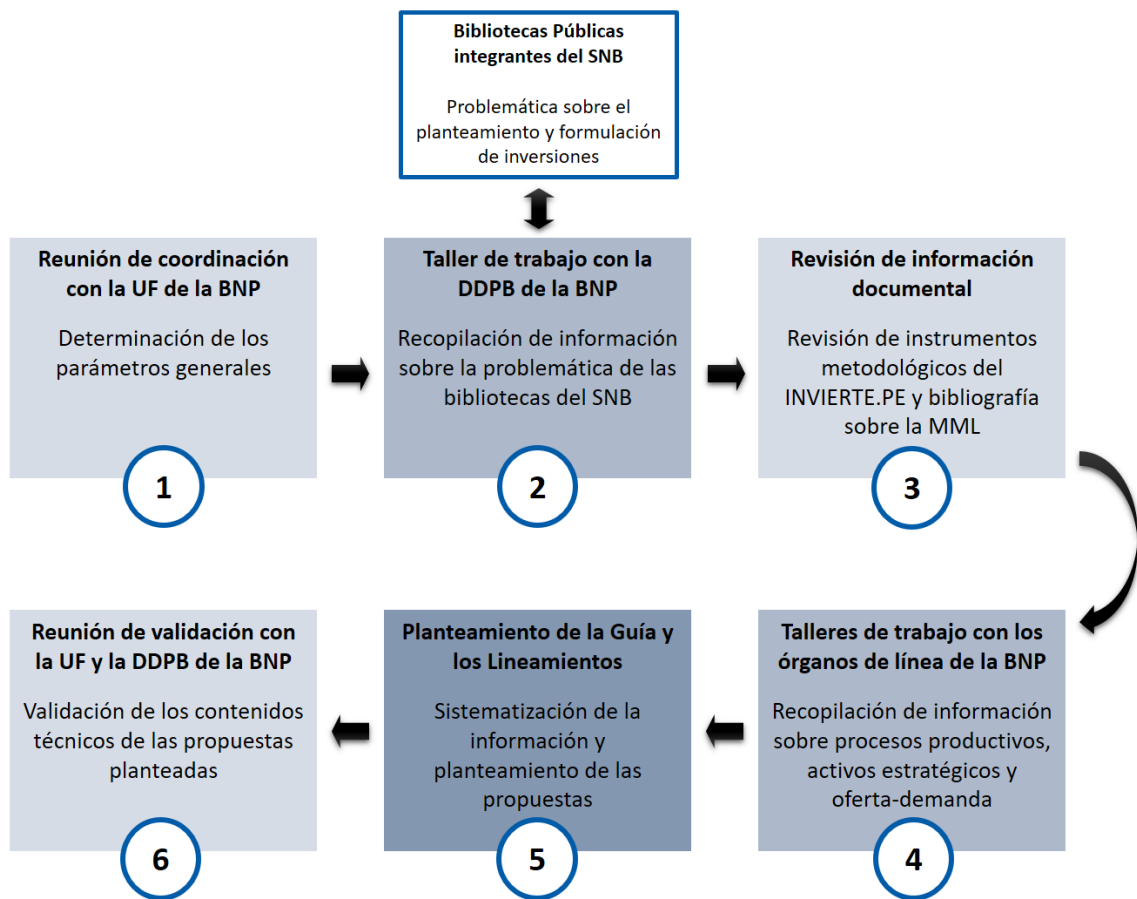 Bibliotecas Públicas
integrantes del SNB
Problemática sobre el
planteamiento y formulación
de inversiones
Reunión de coordinación
con la UF de la BNP
Determinación de los
parámetros generales
1
Taller de trabajo con la
DDPB de la BNP
Recopilación de información
sobre la problemática de las
bibliotecas del SNB
2
Revisión de información
documental
Revisión de instrumentos
metodológicos del
INVIERTE.PE y bibliografía
sobre la MML
3
Talleres de trabajo con los
órganos de línea de la BNP
Recopilación de información
sobre procesos productivos,
activos estratégicos y
oferta-demanda
4
Planteamiento de la Guía y
los Lineamientos
Sistematización de la
información y
planteamiento de las
propuestas
5
Reunión de validación con
la UF y la DDPB de la BNP
Validación de los contenidos
técnicos de las propuestas
planteadas
6